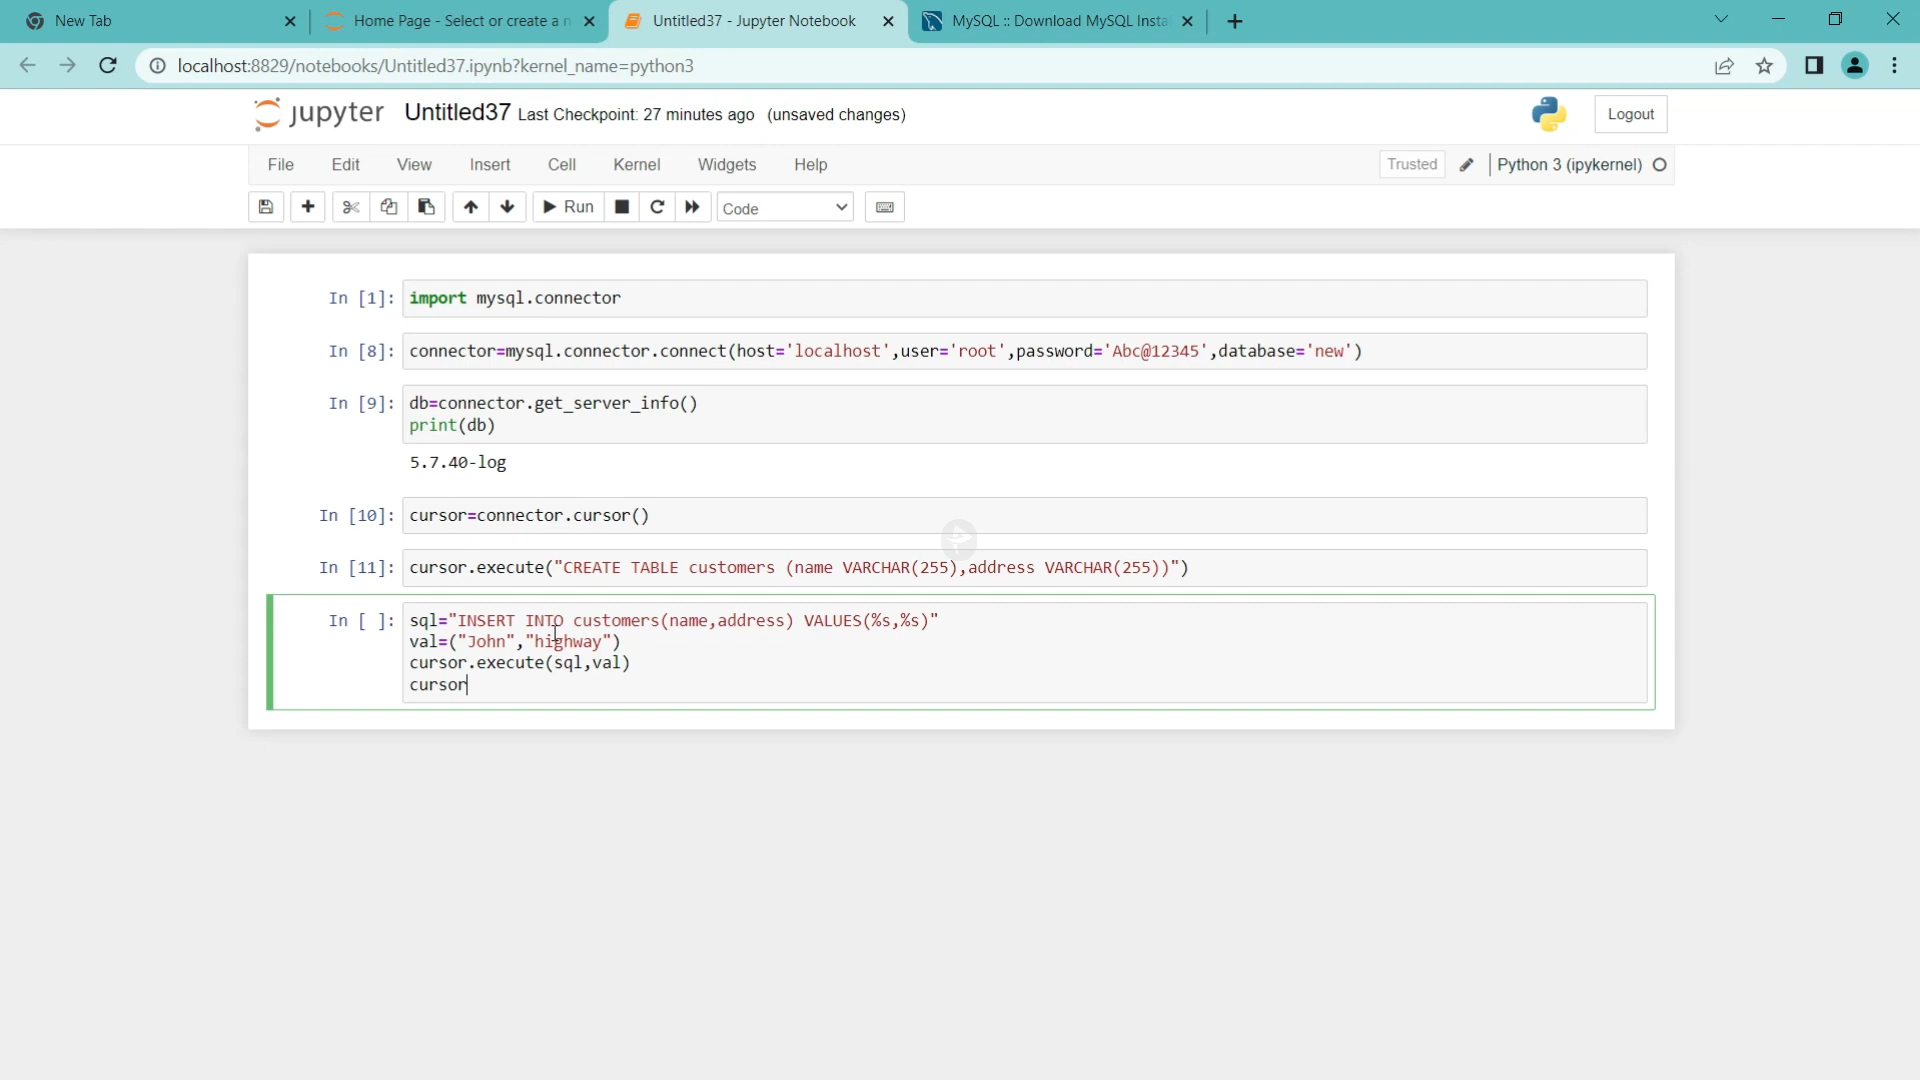 New Tab
Home Page - Select or create a n
Untitled37 - Jupyter Notebook
MySQL :: Download MySQL Insta
localhost:8829/notebooks/Untitled37.ipynb?kernel_name=python3
jupyter Untitled37 Last Checkpoint: 27 minutes ago (unsaved changes)
Logout
File Edit View Insert Cell Kernel Widgets Help
Trusted
Python 3 (ipykernel)
Run
Code
In [1]: import mysql.connector
In [8]: connector=mysql.connector.connect(host='localhost',user='root',password='Abc@12345',database='new')
In [9]: db=connector.get_server_info()
print(db)
5.7.40-log
In [10]: cursor=connector.cursor()
In [11]: cursor.execute("CREATE TABLE customers (name VARCHAR(255),address VARCHAR(255))")
In [ ]: sql="INSERT INTO customers(name,address) VALUES(%s,%s)"
val=("John","highway")
cursor.execute(sql,val)
cursor